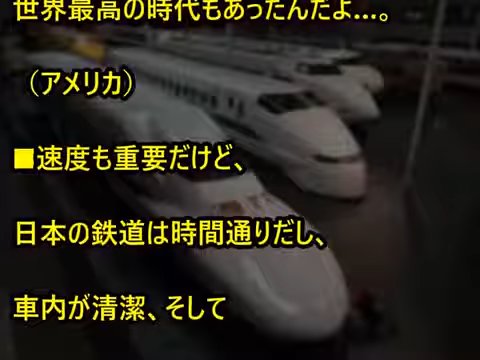 世界最高の時代もあったんだよ…。
（アメリカ）
■速度も重要だけど、
日本の鉄道は時間通りだし、
車内が清潔、そして